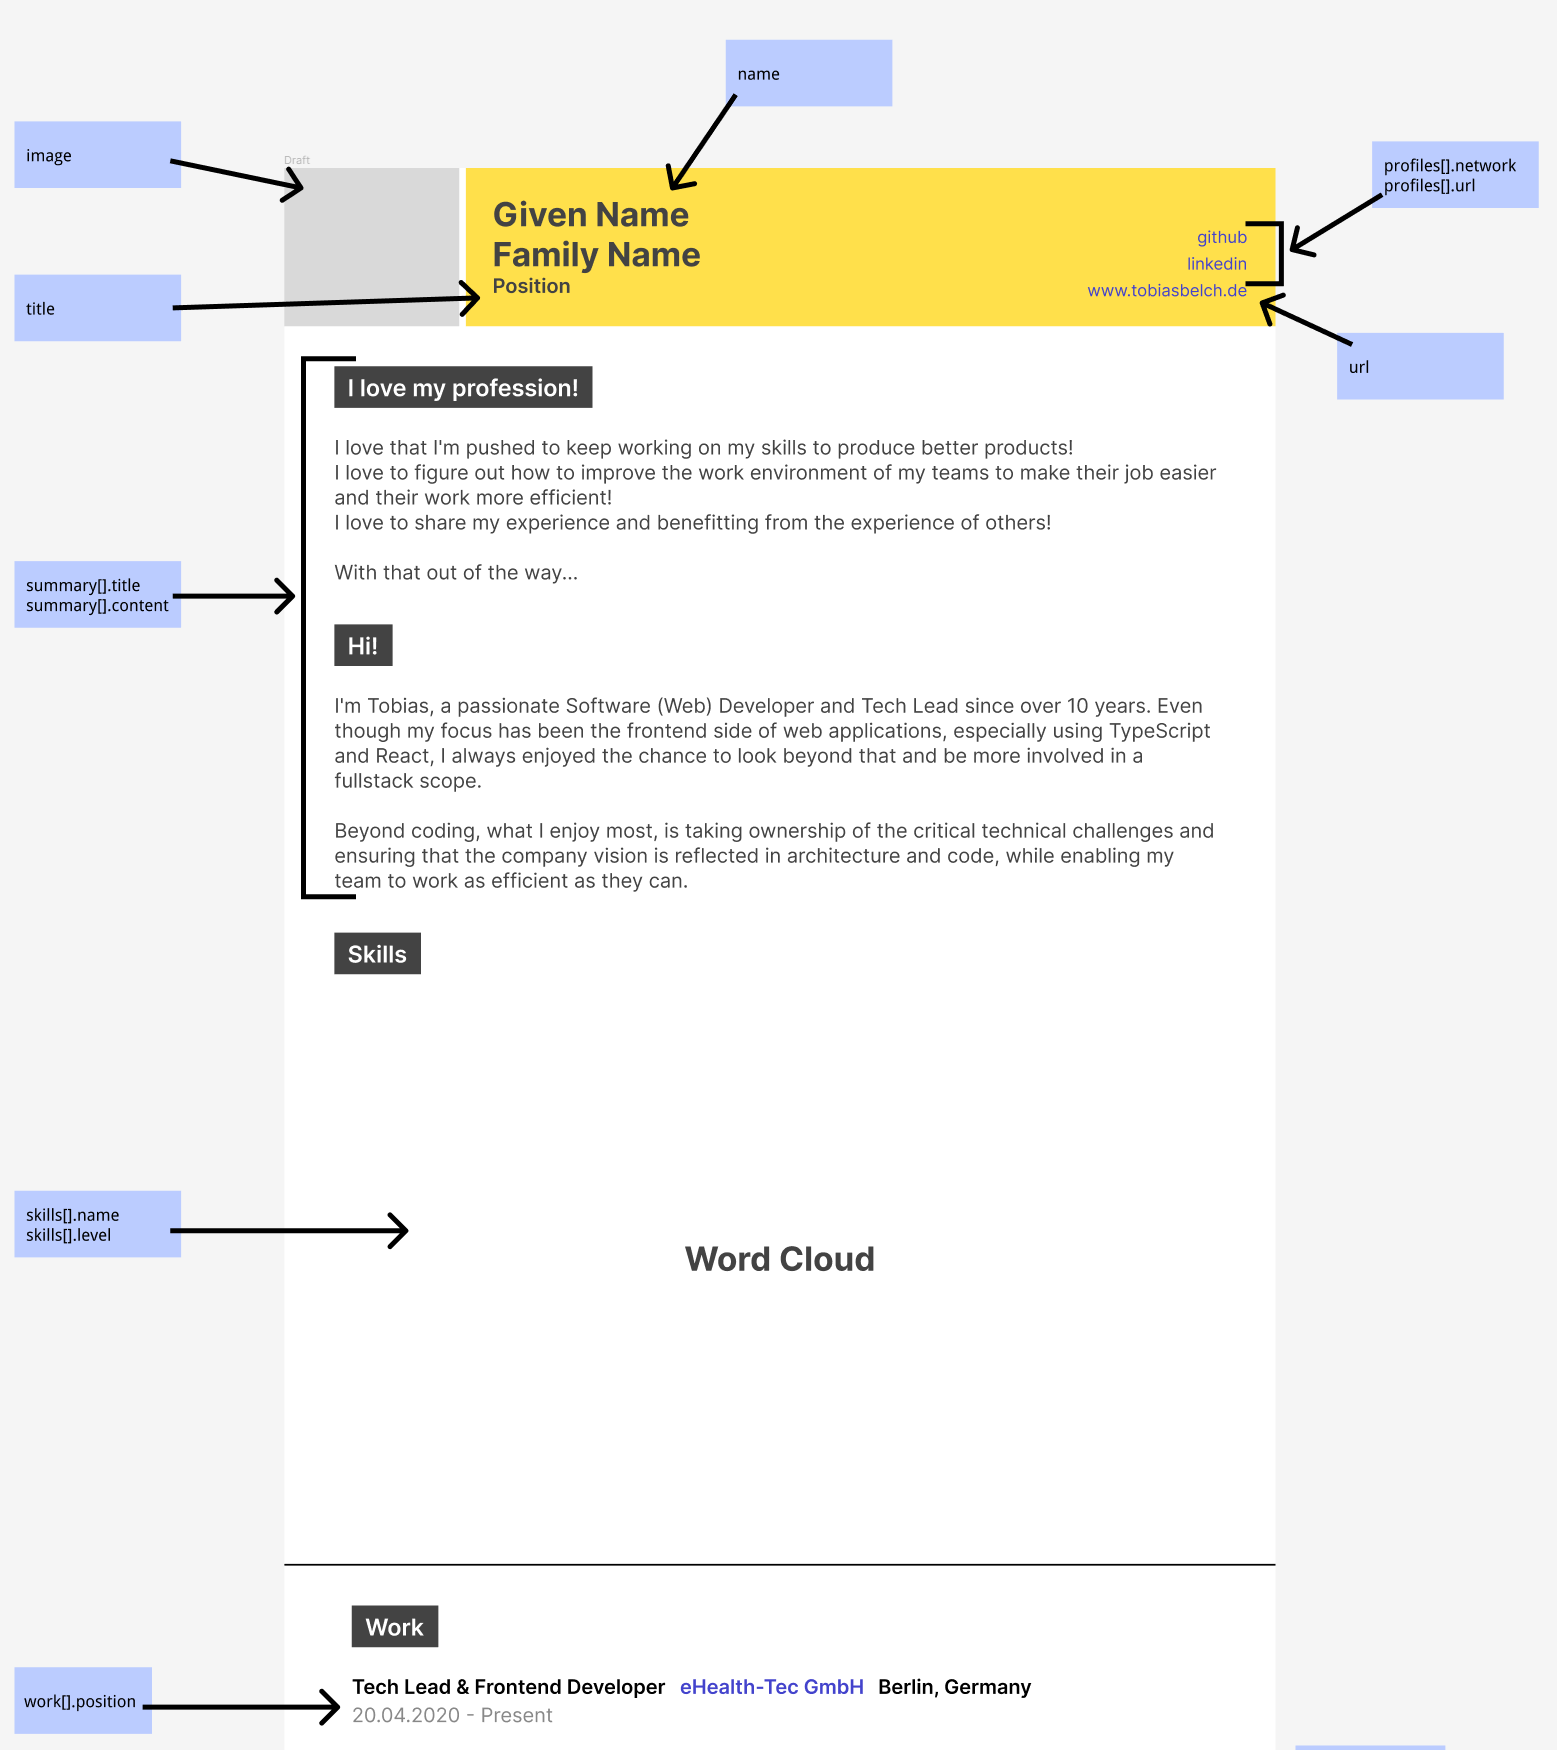 name
image
profiles[].network
profiles[].url
Draft
Given Name
Family Name
Position
github
linkedin
www.tobiasbelch.de
title
url
I love my profession!
I love that I'm pushed to keep working on my skills to produce better products!
I love to figure out how to improve the work environment of my teams to make their job easier
and their work more efficient!
I love to share my experience and benefitting from the experience of others!
With that out of the way...
summary[].title
summary[].content
Hi!
I'm Tobias, a passionate Software (Web) Developer and Tech Lead since over 10 years. Even
though my focus has been the frontend side of web applications, especially using TypeScript
and React, I always enjoyed the chance to look beyond that and be more involved in a
fullstack scope.
Beyond coding, what I enjoy most, is taking ownership of the critical technical challenges and
ensuring that the company vision is reflected in architecture and code, while enabling my
team to work as efficient as they can.
Skills
skills[].name
skills[].level
Word Cloud
Work
work[].position
Tech Lead & Frontend Developer eHealth-Tec GmbH Berlin, Germany
20.04.2020 - Present